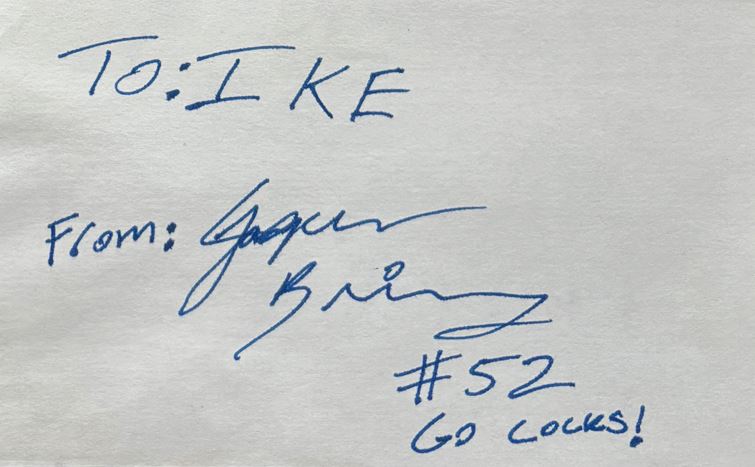 To: IKE
From:
#52
GO COCKS!